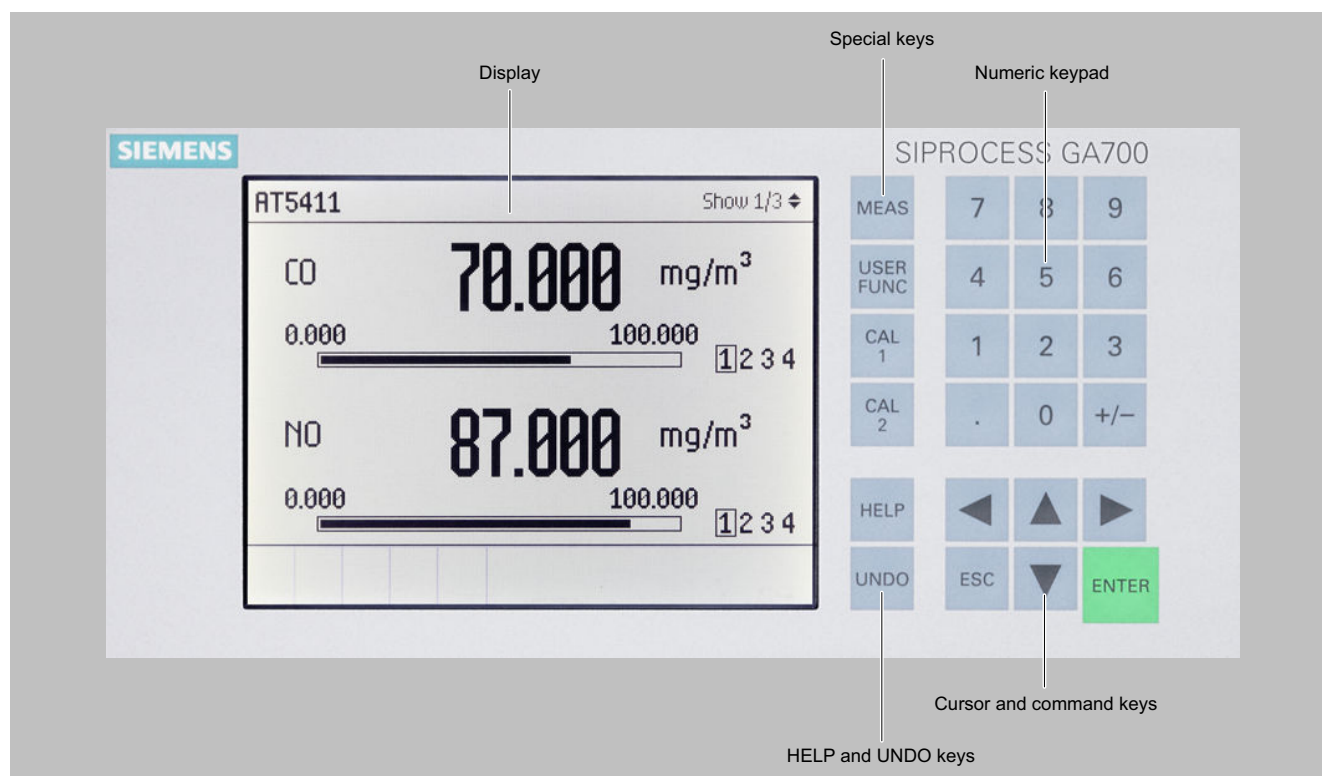 Special keys
Display
Numeric keypad
SIEMENS
SIPROCESS GA700
AT5411
Show 1/3
CO 70.000 mg/m³
0.000 100.000
1 2 3 4
NO 87.000 mg/m³
0.000 100.000
1 2 3 4
MEAS 7 8 9
USER
FUNC 4 5 6
CAL
1
1 2 3
CAL
2
. 0 +/–
HELP
UNDO ESC ENTER
Cursor and command keys
HELP and UNDO keys